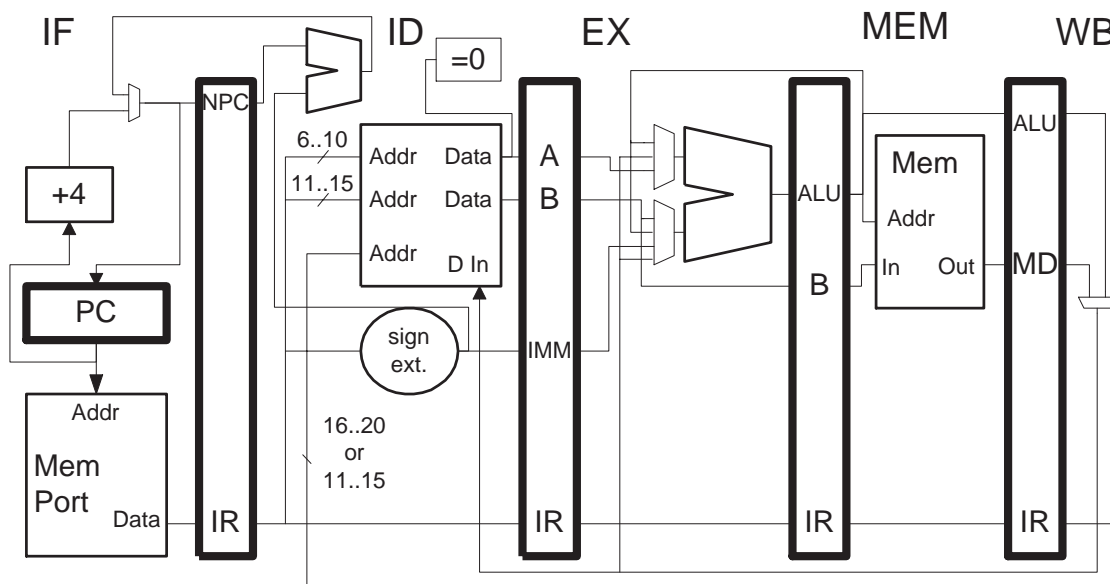 IF
ID
EX
MEM
WB
=0
NPC
6..10
Addr
Data
A
ALU
Mem
11..15
Addr
Data
B
ALU
Addr
+4
Addr
D In
B
In
Out
MD
PC
sign
ext.
IMM
Addr
Mem
Port
Data
16..20
or
11..15
IR
IR
IR
IR